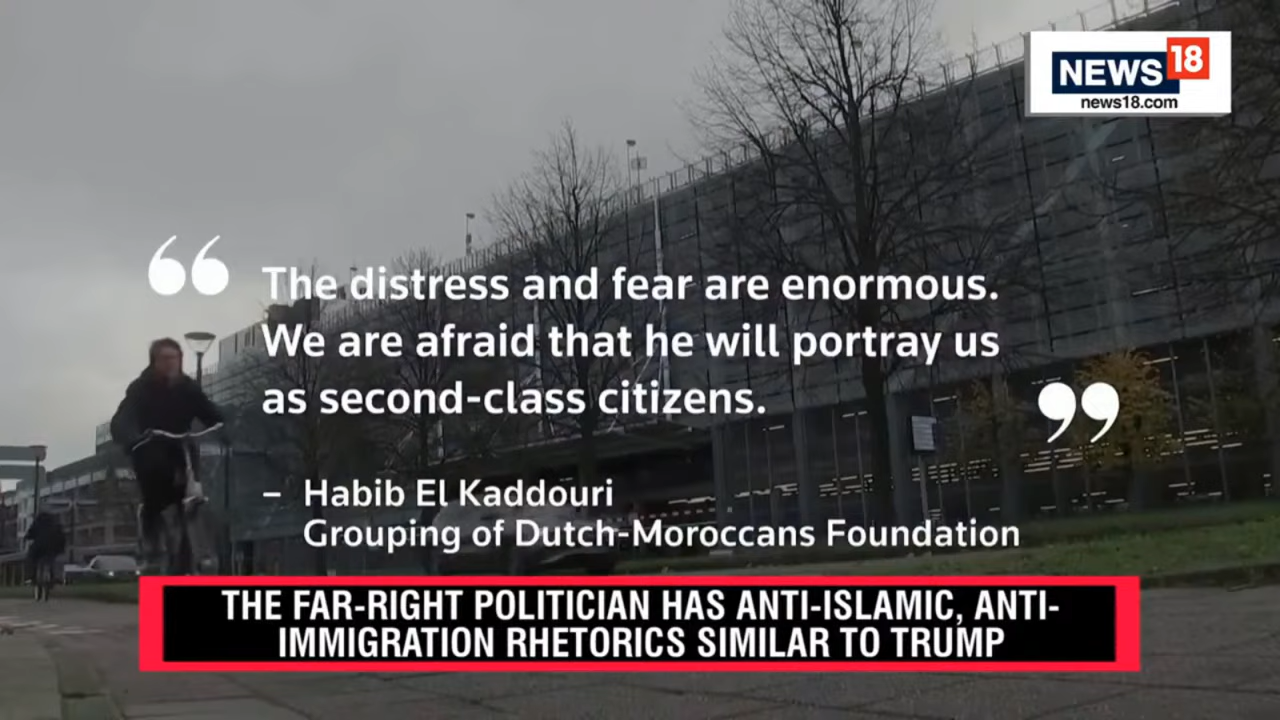 NEWS 18
news18.com
“The distress and fear are enormous.
We are afraid that he will portray us
as second-class citizens.”
– Habib El Kaddouri
Grouping of Dutch-Moroccans Foundation
THE FAR-RIGHT POLITICIAN HAS ANTI-ISLAMIC, ANTI-
IMMIGRATION RHETORICS SIMILAR TO TRUMP